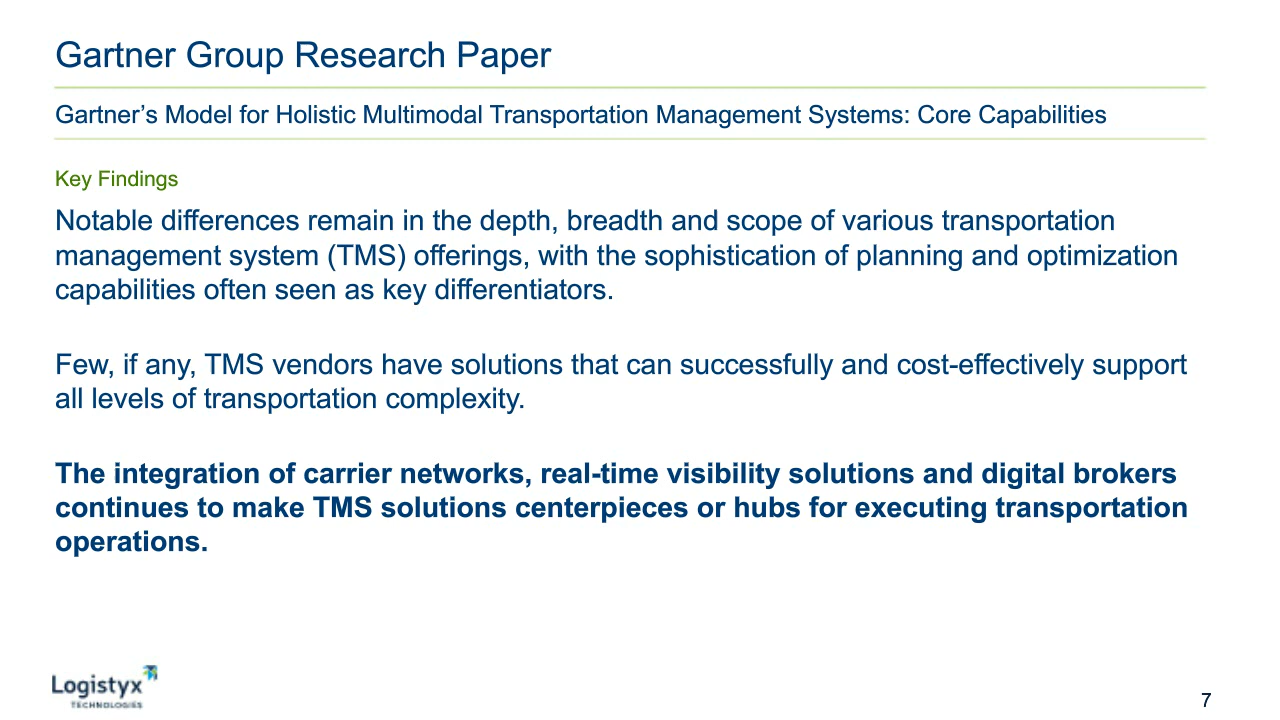 Gartner Group Research Paper
Gartner’s Model for Holistic Multimodal Transportation Management Systems: Core Capabilities
Key Findings
Notable differences remain in the depth, breadth and scope of various transportation
management system (TMS) offerings, with the sophistication of planning and optimization
capabilities often seen as key differentiators.
Few, if any, TMS vendors have solutions that can successfully and cost-effectively support
all levels of transportation complexity.
The integration of carrier networks, real-time visibility solutions and digital brokers
continues to make TMS solutions centerpieces or hubs for executing transportation
operations.
Logistyx
TECHNOLOGIES
7